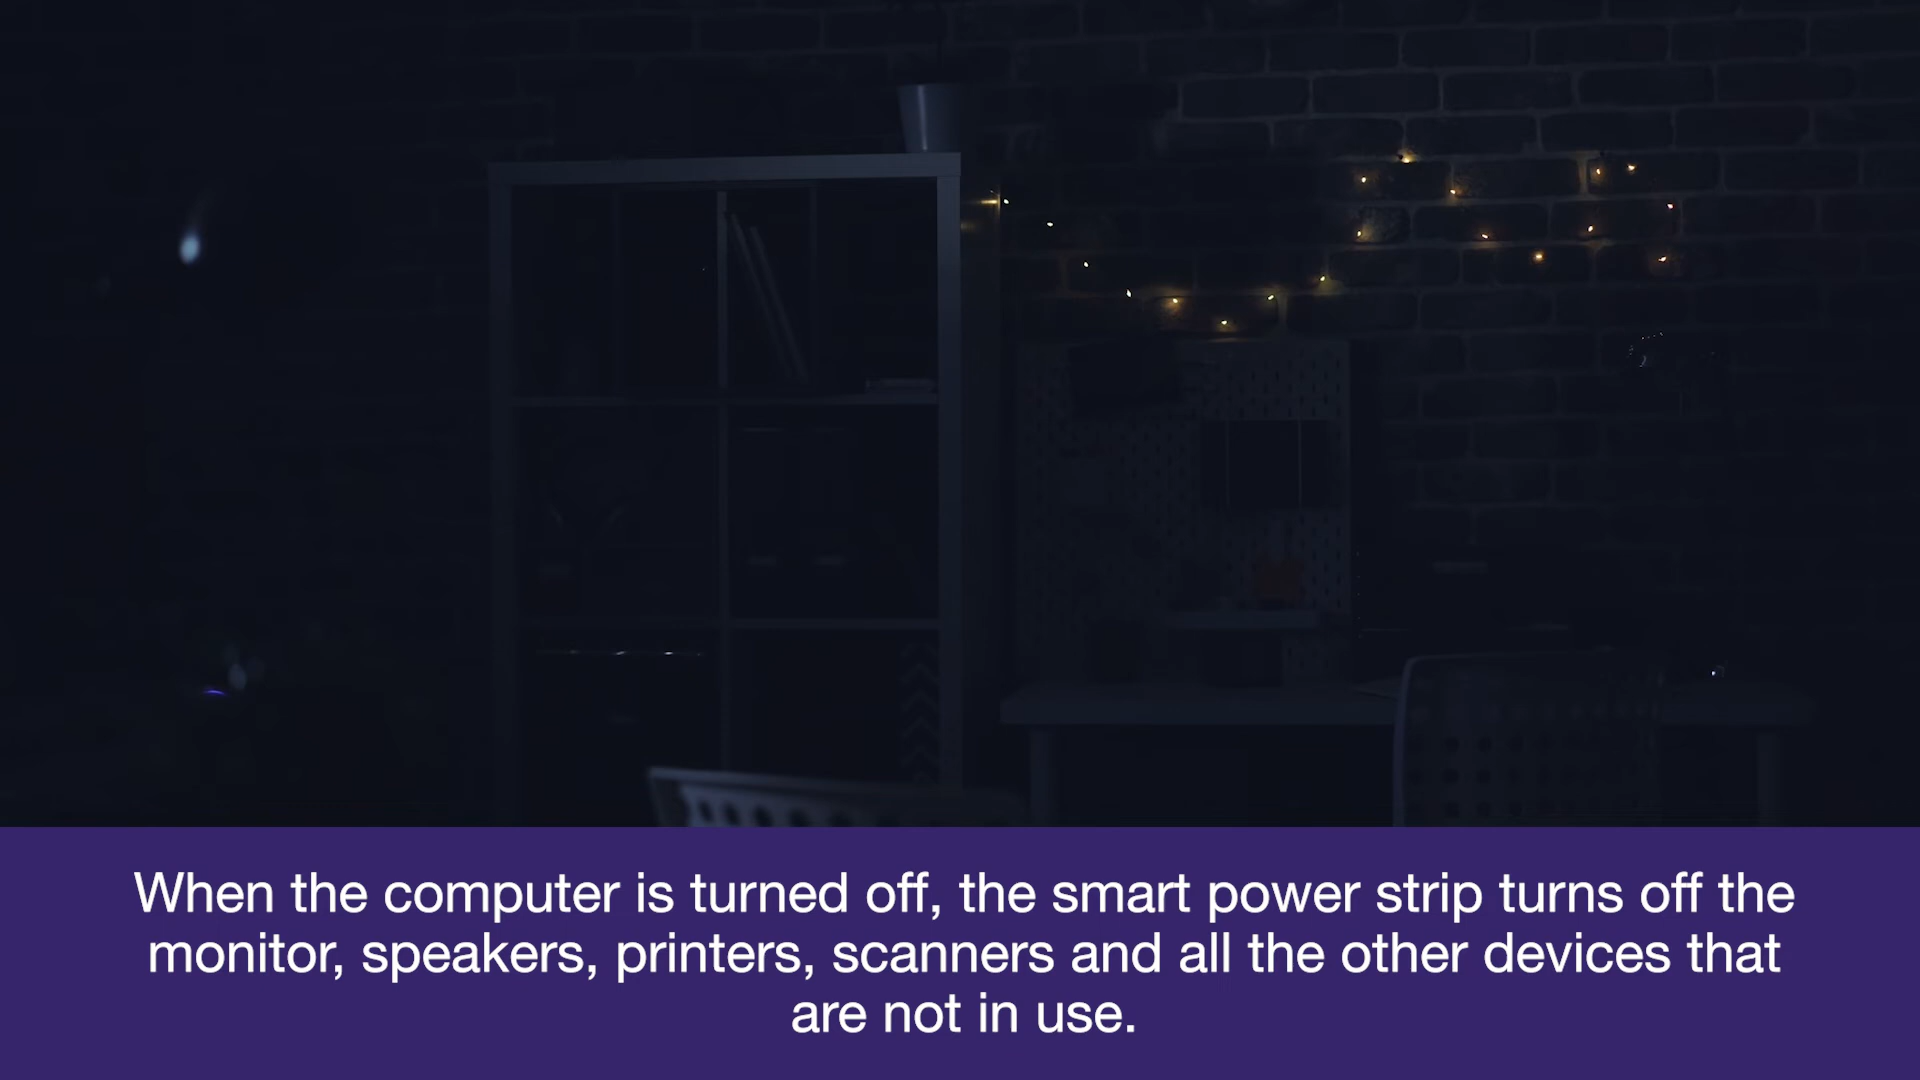 When the computer is turned off, the smart power strip turns off the
monitor, speakers, printers, scanners and all the other devices that
are not in use.